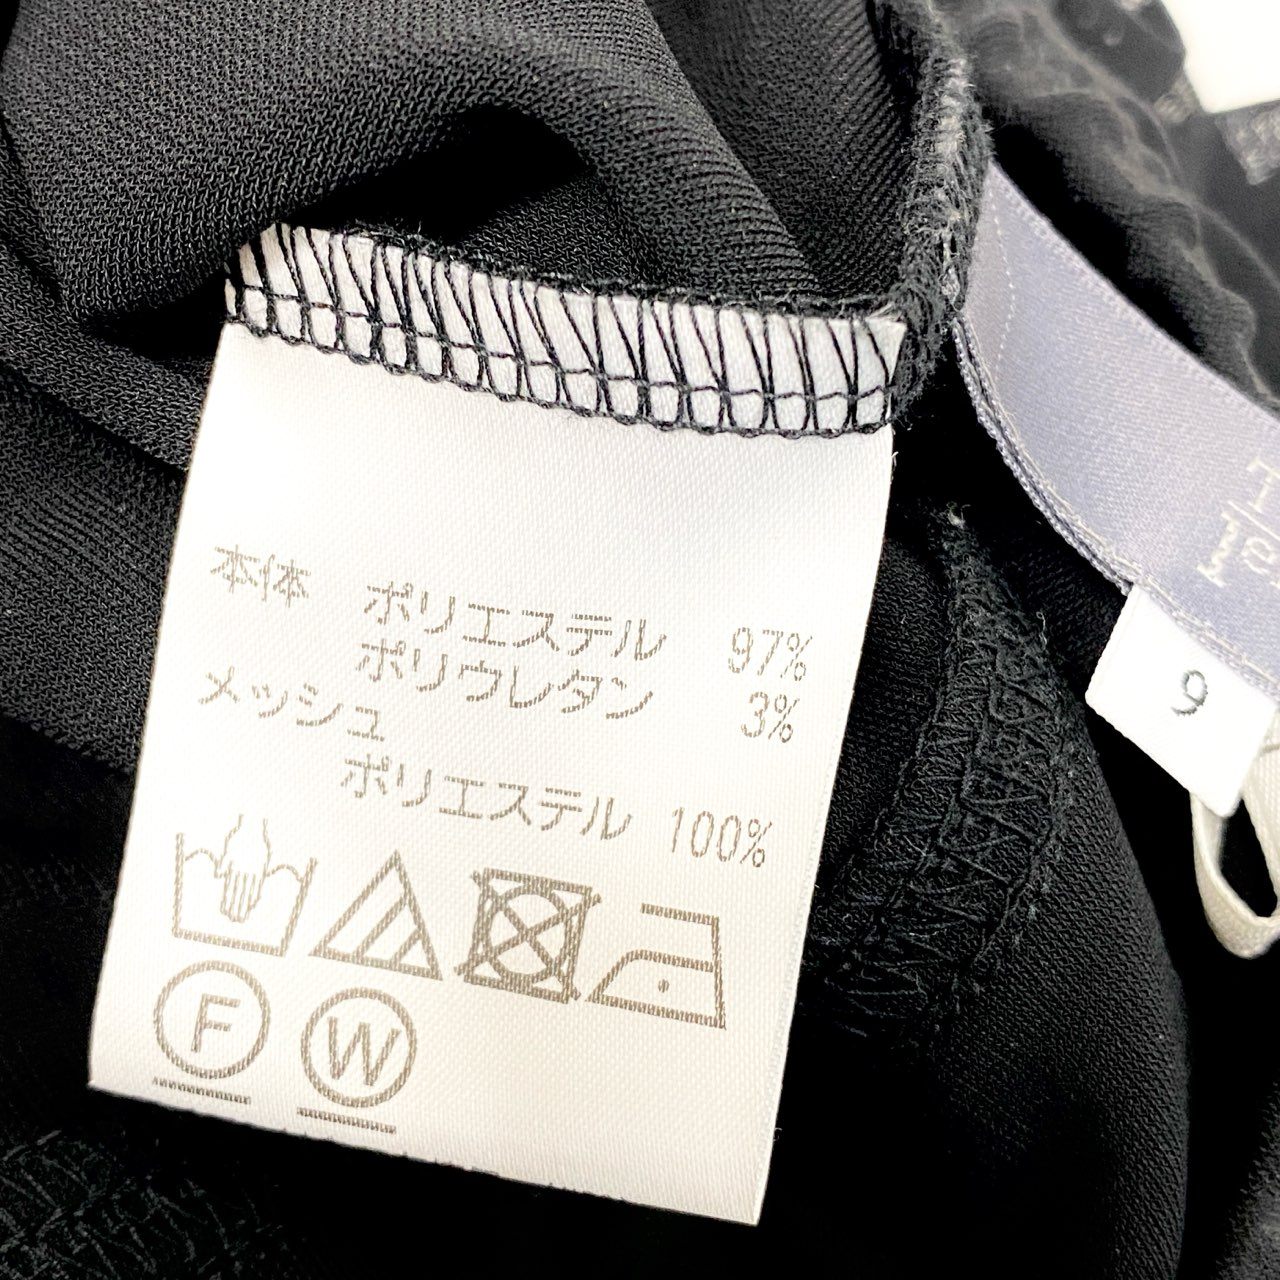 本体 ポリエステル 97%
ポリウレタン 3%
メッシュ
ポリエステル 100%
F W
9